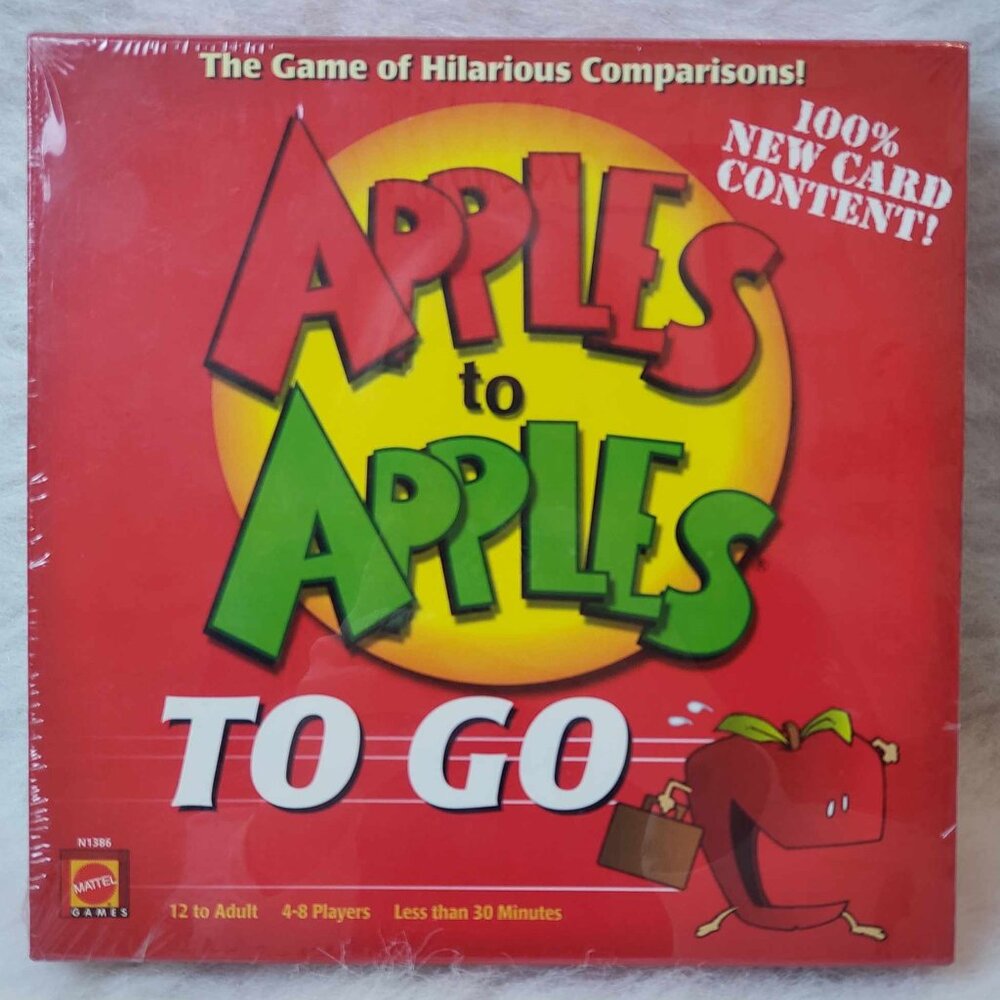 The Game of Hilarious Comparisons!
100%
NEW CARD
CONTENT!
APPLES
to
APPLES
TO GO
N1386
MATTEL
GAMES
12 to Adult 4-8 Players Less than 30 Minutes